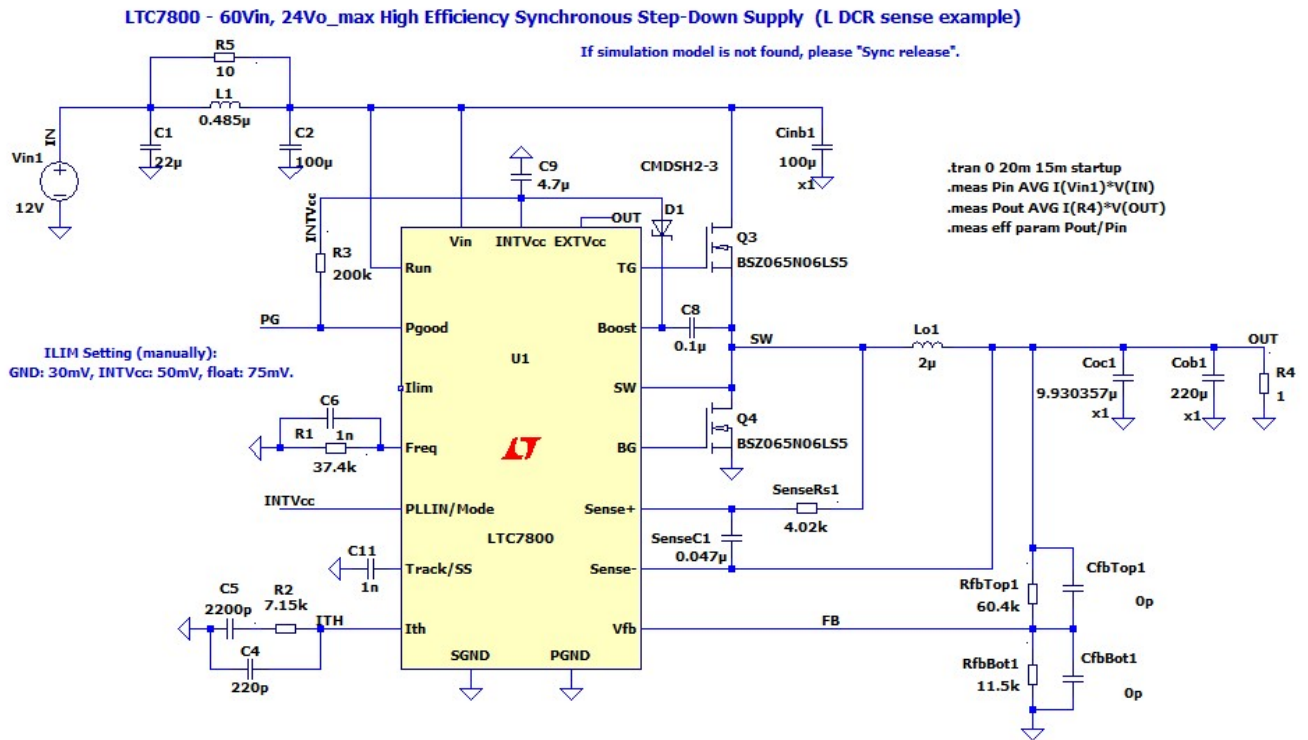 LTC7800 - 60Vin, 24Vo_max High Efficiency Synchronous Step-Down Supply (L DCR sense example)
If simulation model is not found, please "Sync release".
R5
10
L1
0.485µ
IN
C1
22µ
C2
100µ
Vin1
12V
Cinb1
100µ
x1
C9
4.7µ
CMDSH2-3
.tran 0 20m 15m startup
.meas Pin AVG I(Vin1)*V(IN)
.meas Pout AVG I(R4)*V(OUT)
.meas eff param Pout/Pin
INTVcc
R3
200k
OUT
D1
Vin
INTVcc
EXTVcc
Run
TG
Q3
BSZ065N06LS5
PG
Pgood
Boost
C8
0.1µ
U1
SW
Lo1
2µ
OUT
Coc1
9.930357µ
x1
Cob1
220µ
x1
R4
1
ILIM Setting (manually):
GND: 30mV, INTVcc: 50mV, float: 75mV.
Ilim
SW
C6
1n
R1
37.4k
Freq
BG
Q4
BSZ065N06LS5
INTVcc
PLLIN/Mode
Sense+
SenseRs1
4.02k
LTC7800
SenseC1
0.047µ
C11
1n
Track/SS
Sense-
RfbTop1
60.4k
CfbTop1
0p
C5
2200p
R2
7.15k
ITH
Ith
Vfb
FB
C4
220p
SGND
PGND
RfbBot1
11.5k
CfbBot1
0p